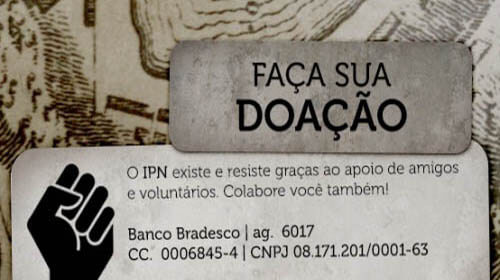 FAÇA SUA
DOAÇÃO
O IPN existe e resiste graças ao apoio de amigos
e voluntários. Colabore você também!
Banco Bradesco | ag. 6017
CC. 0006845-4 | CNPJ 08.171.201/0001-63